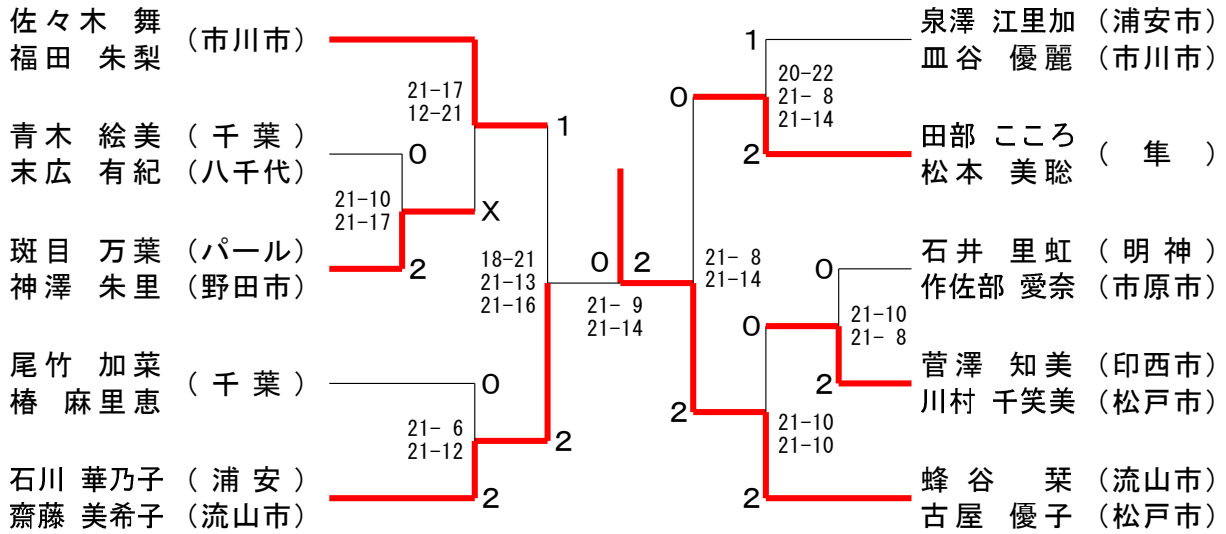 佐々木 舞
福田 朱梨
(市川市)
青木 絵美 (千葉)
末広 有紀 (八千代)
斑目 万葉 (パール)
神澤 朱里 (野田市)
尾竹 加菜
椿 麻里恵
(千葉)
石川 華乃子 (浦安)
齋藤 美希子 (流山市)
21-17
12-21
1
0
21-10
21-17
X
2
18-21
21-13
21-16
0
21- 6
21-12
2
2
0 2
21- 9
21-14
1
20-22
21- 8
21-14
0
2
21- 8
21-14
0
21-10
21- 8
0
2
2
21-10
21-10
2
泉澤 江里加 (浦安市)
皿谷 優麗 (市川市)
田部 こころ
松本 美聡
(隼)
石井 里虹 (明神)
作佐部 愛奈 (市原市)
菅澤 知美 (印西市)
川村 千笑美 (松戸市)
蜂谷 栞 (流山市)
古屋 優子 (松戸市)